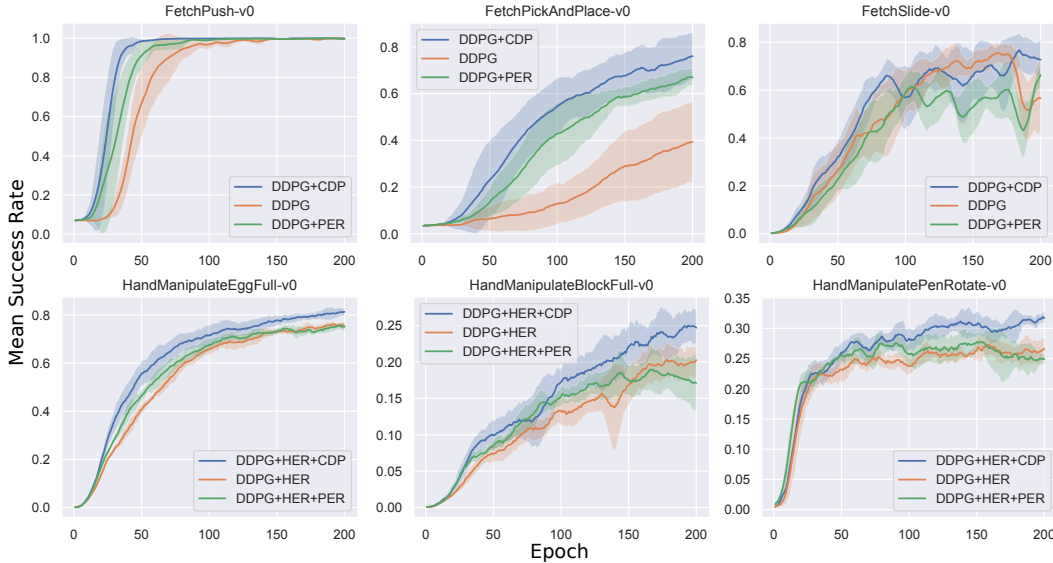 FetchPush-v0
FetchPickAndPlace-v0
FetchSlide-v0
Mean Success Rate
1.0
0.8
0.6
0.4
0.2
0.0
DDPG+CDP
DDPG
DDPG+PER
0 50 100 150 200
0.8
0.6
0.4
0.2
0.0
DDPG+CDP
DDPG
DDPG+PER
0 50 100 150 200
0.8
0.6
0.4
0.2
0.0
DDPG+CDP
DDPG
DDPG+PER
0 50 100 150 200
HandManipulateEggFull-v0
HandManipulateBlockFull-v0
HandManipulatePenRotate-v0
0.8
0.6
0.4
0.2
0.0
DDPG+HER+CDP
DDPG+HER
DDPG+HER+PER
0 50 100 150 200
0.25
0.20
0.15
0.10
0.05
0.00
DDPG+HER+CDP
DDPG+HER
DDPG+HER+PER
0 50 100 150 200
0.35
0.30
0.25
0.20
0.15
0.10
0.05
0.00
DDPG+HER+CDP
DDPG+HER
DDPG+HER+PER
0 50 100 150 200
Epoch